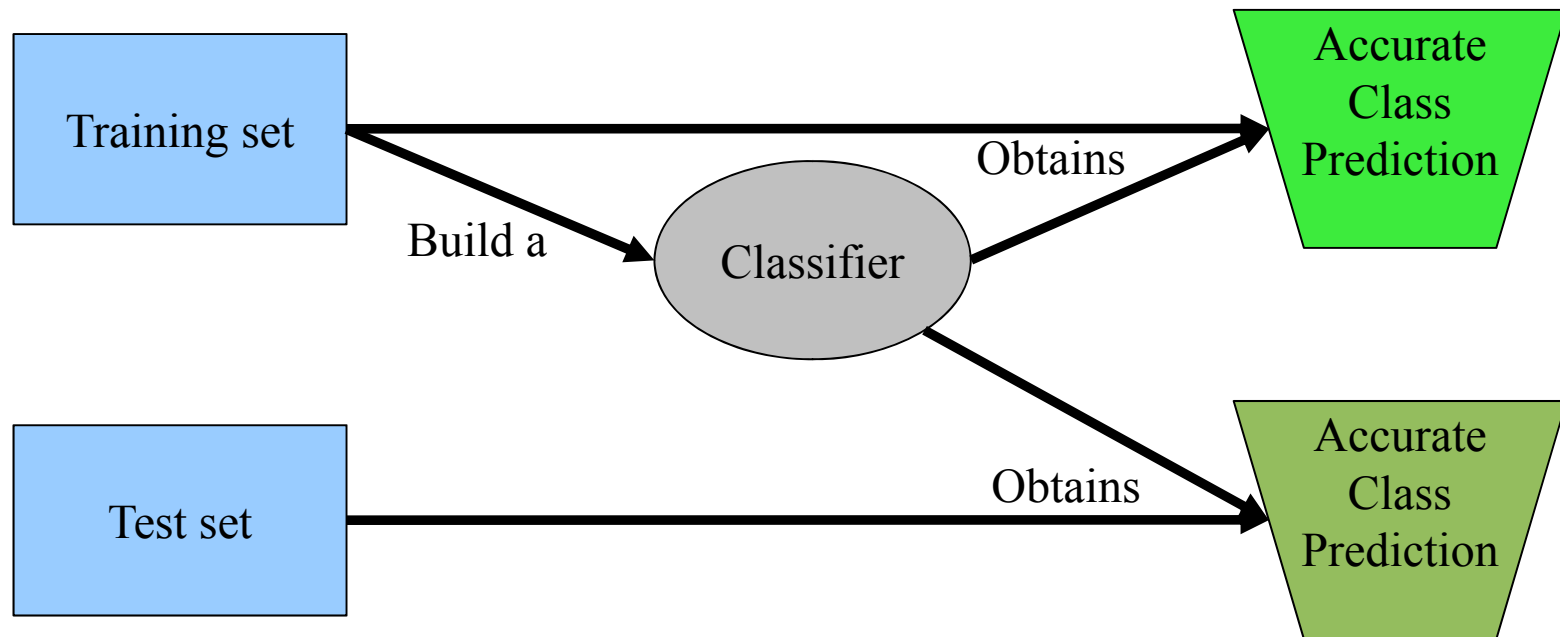 Training set
Build a
Classifier
Obtains
Accurate
Class
Prediction
Test set
Obtains
Accurate
Class
Prediction